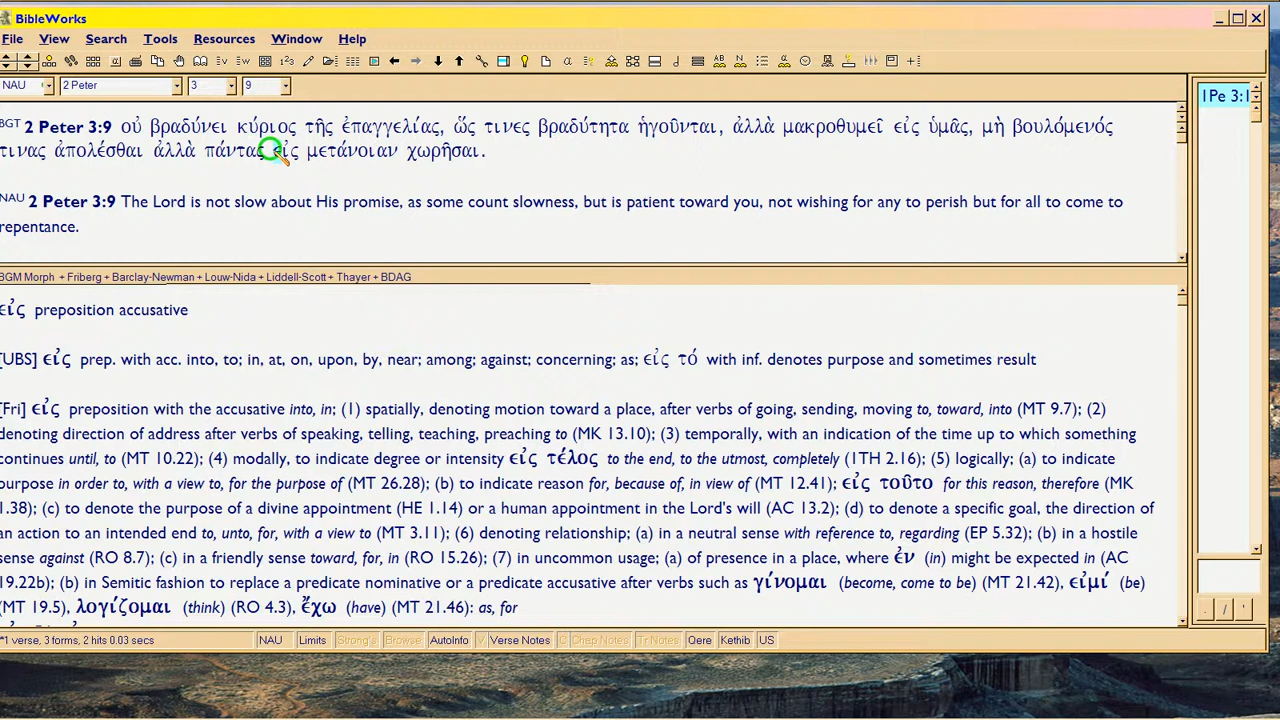 BibleWorks
File View Search Tools Resources Window Help
NAU 2 Peter 3 9
1Pe 3:1
BGT 2 Peter 3:9 οὐ βραδύνει κύριος τῆς ἐπαγγελίας, ὥς τινες βραδύτητα ἡγοῦνται, ἀλλὰ μακροθυμεῖ εἰς ὑμᾶς, μὴ βουλόμενός
τινας ἀπολέσθαι ἀλλὰ πάντας εἰς μετάνοιαν χωρῆσαι.
NAU 2 Peter 3:9 The Lord is not slow about His promise, as some count slowness, but is patient toward you, not wishing for any to perish but for all to come to
repentance.
BGM Morph + Friberg + Barclay-Newman + Louw-Nida + Liddell-Scott + Thayer + BDAG
εἰς preposition accusative
[UBS] εἰς prep. with acc. into, to; in, at, on, upon, by, near; among; against; concerning; as; εἰς τό with inf. denotes purpose and sometimes result
[Fri] εἰς preposition with the accusative into, in; (1) spatially, denoting motion toward a place, after verbs of going, sending, moving to, toward, into (MT 9.7); (2)
denoting direction of address after verbs of speaking, telling, teaching, preaching to (MK 13.10); (3) temporally, with an indication of the time up to which something
continues until, to (MT 10.22); (4) modally, to indicate degree or intensity εἰς τέλος to the end, to the utmost, completely (1TH 2.16); (5) logically; (a) to indicate
purpose in order to, with a view to, for the purpose of (MT 26.28); (b) to indicate reason for, because of, in view of (MT 12.41); εἰς τοῦτο for this reason, therefore (MK
1.38); (c) to denote the purpose of a divine appointment (HE 1.14) or a human appointment in the Lord's will (AC 13.2); (d) to denote a specific goal, the direction of
an action to an intended end to, unto, for, with a view to (MT 3.11); (6) denoting relationship; (a) in a neutral sense with reference to, regarding (EP 5.32); (b) in a hostile
sense against (RO 8.7); (c) in a friendly sense toward, for, in (RO 15.26); (7) in uncommon usage; (a) of presence in a place, where ἐν (in) might be expected in (AC
19.22b); (b) in Semitic fashion to replace a predicate nominative or a predicate accusative after verbs such as γίνομαι (become, come to be) (MT 21.42), εἰμί (be)
(MT 19.5), λογίζομαι (think) (RO 4.3), ἔχω (have) (MT 21.46): as, for
*1 verse, 3 forms, 2 hits 0.03 secs NAU Limits Strong's Browse AutoInfo V Verse Notes C Chap Notes Tr Notes Qere Kethib US